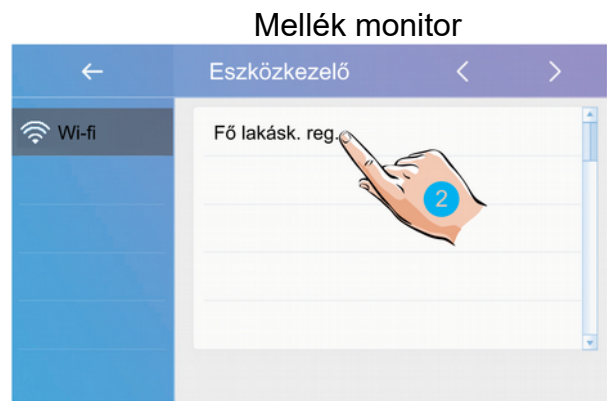 Mellék monitor
Eszközkezelő
Wi-fi
Fő lakásk. reg.
2